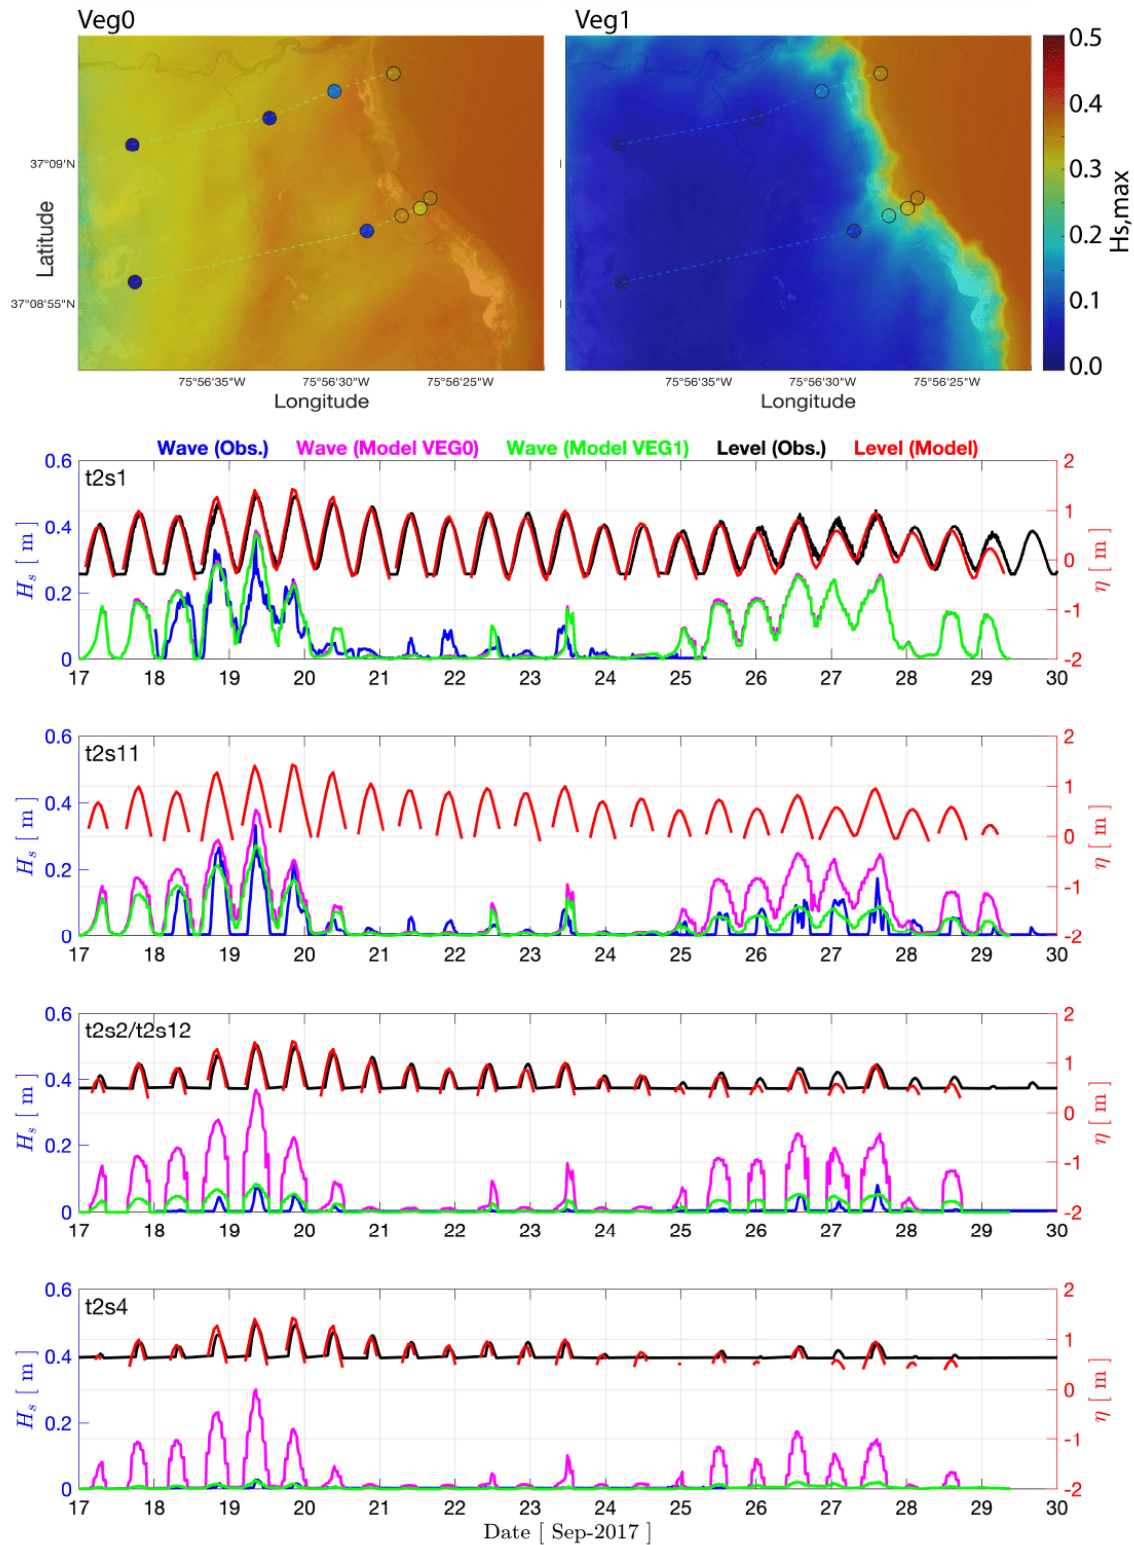 Veg0 Veg1
0.5
0.4
0.3
0.2
0.1
0.0
Hs,max
37°09'N
37°08'55"N
Latitude
75°56'35"W 75°56'30"W 75°56'25"W
Longitude
75°56'35"W 75°56'30"W 75°56'25"W
Longitude
Wave (Obs.) Wave (Model VEG0) Wave (Model VEG1) Level (Obs.) Level (Model)
t2s1
0.6
0.4
0.2
0
Hs [ m ]
2
1
0
-1
-2
η [ m ]
17 18 19 20 21 22 23 24 25 26 27 28 29 30
t2s11
0.6
0.4
0.2
0
Hs [ m ]
2
1
0
-1
-2
η [ m ]
17 18 19 20 21 22 23 24 25 26 27 28 29 30
t2s2/t2s12
0.6
0.4
0.2
0
Hs [ m ]
2
1
0
-1
-2
η [ m ]
17 18 19 20 21 22 23 24 25 26 27 28 29 30
t2s4
0.6
0.4
0.2
0
Hs [ m ]
2
1
0
-1
-2
η [ m ]
17 18 19 20 21 22 23 24 25 26 27 28 29 30
Date [ Sep-2017 ]